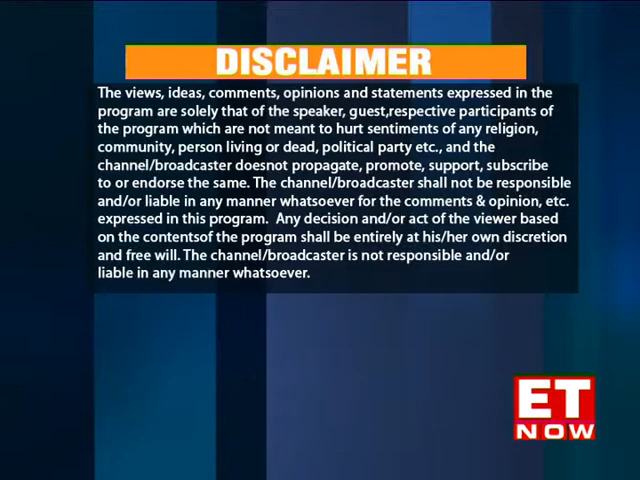 DISCLAIMER
The views, ideas, comments, opinions and statements expressed in the
program are solely that of the speaker, guest,respective participants of
the program which are not meant to hurt sentiments of any religion,
community, person living or dead, political party etc., and the
channel/broadcaster doesnot propagate, promote, support, subscribe
to or endorse the same. The channel/broadcaster shall not be responsible
and/or liable in any manner whatsoever for the comments & opinion, etc.
expressed in this program.  Any decision and/or act of the viewer based
on the contentsof the program shall be entirely at his/her own discretion
and free will. The channel/broadcaster is not responsible and/or
liable in any manner whatsoever.
ET
NOW